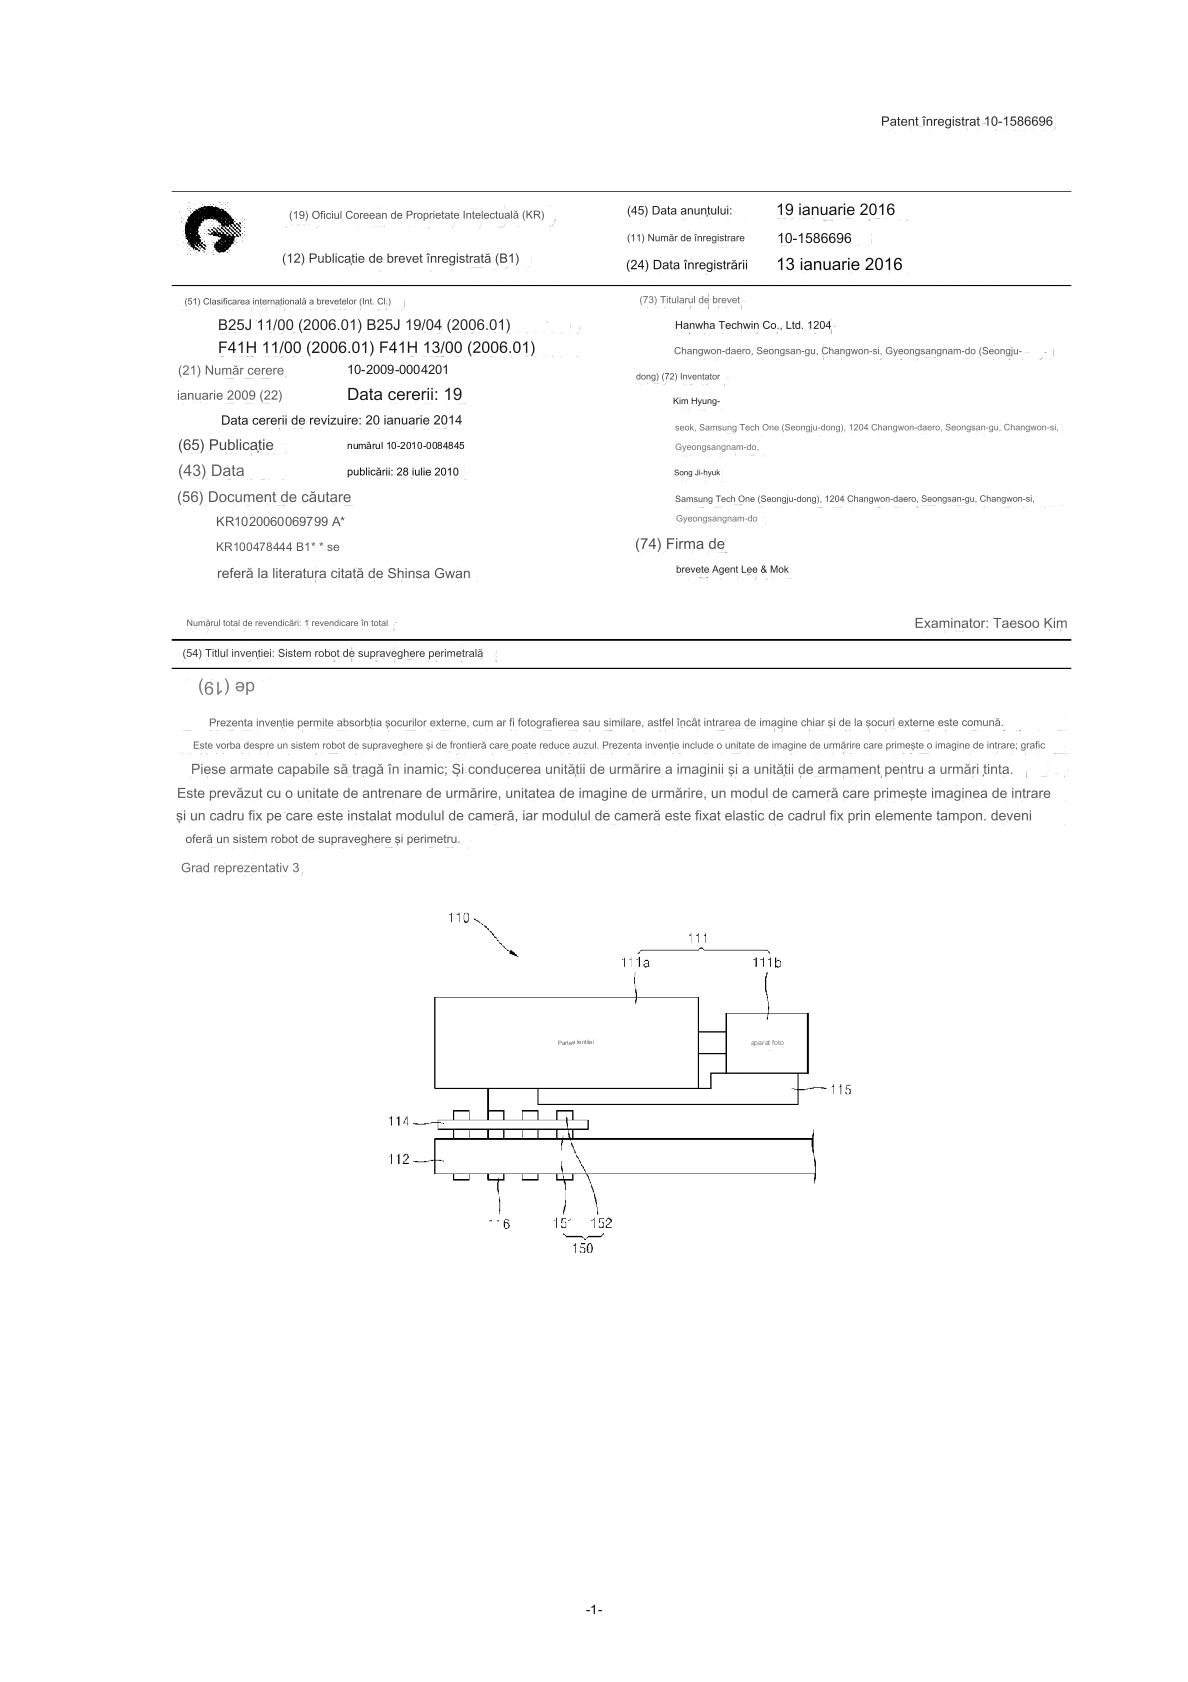 Patent înregistrat 10-1586696
(19) Oficiul Coreean de Proprietate Intelectuală (KR)
(12) Publicație de brevet înregistrată (B1)
(45) Data anunțului: 19 ianuarie 2016
(11) Număr de înregistrare 10-1586696
(24) Data înregistrării 13 ianuarie 2016
(51) Clasificarea internațională a brevetelor (Int. Cl.)
B25J 11/00 (2006.01) B25J 19/04 (2006.01)
F41H 11/00 (2006.01) F41H 13/00 (2006.01)
(21) Număr cerere 10-2009-0004201
ianuarie 2009 (22) Data cererii: 19
Data cererii de revizuire: 20 ianuarie 2014
(65) Publicație numărul 10-2010-0084845
(43) Data publicării: 28 iulie 2010
(56) Document de căutare
KR1020060069799 A*
KR100478444 B1* * se
referă la literatura citată de Shinsa Gwan
(73) Titularul de brevet
Hanwha Techwin Co., Ltd. 1204
Changwon-daero, Seongsan-gu, Changwon-si, Gyeongsangnam-do (Seongju-
dong) (72) Inventator
Kim Hyung-
seok, Samsung Tech One (Seongju-dong), 1204 Changwon-daero, Seongsan-gu, Changwon-si,
Gyeongsangnam-do,
Song Ji-hyuk
Samsung Tech One (Seongju-dong), 1204 Changwon-daero, Seongsan-gu, Changwon-si,
Gyeongsangnam-do
(74) Firma de
brevete Agent Lee & Mok
Numărul total de revendicări: 1 revendicare în total
Examinator: Taesoo Kim
(54) Titlul invenției: Sistem robot de supraveghere perimetrală
de (19)
Prezenta invenție permite absorbția șocurilor externe, cum ar fi fotografierea sau similare, astfel încât intrarea de imagine chiar și de la șocuri externe este comună.
Este vorba despre un sistem robot de supraveghere și de frontieră care poate reduce auzul. Prezenta invenție include o unitate de imagine de urmărire care primește o imagine de intrare; grafic
Piese armate capabile să tragă în inamic; Și conducerea unității de urmărire a imaginii și a unității de armament pentru a urmări ținta.
Este prevăzut cu o unitate de antrenare de urmărire, unitatea de imagine de urmărire, un modul de cameră care primește imaginea de intrare
și un cadru fix pe care este instalat modulul de cameră, iar modulul de cameră este fixat elastic de cadrul fix prin elemente tampon. deveni
oferă un sistem robot de supraveghere și perimetru.
Grad reprezentativ 3
110
111
111a 111b
Partea lentilei
aparat foto
115
114
112
116 151 152
150
-1-